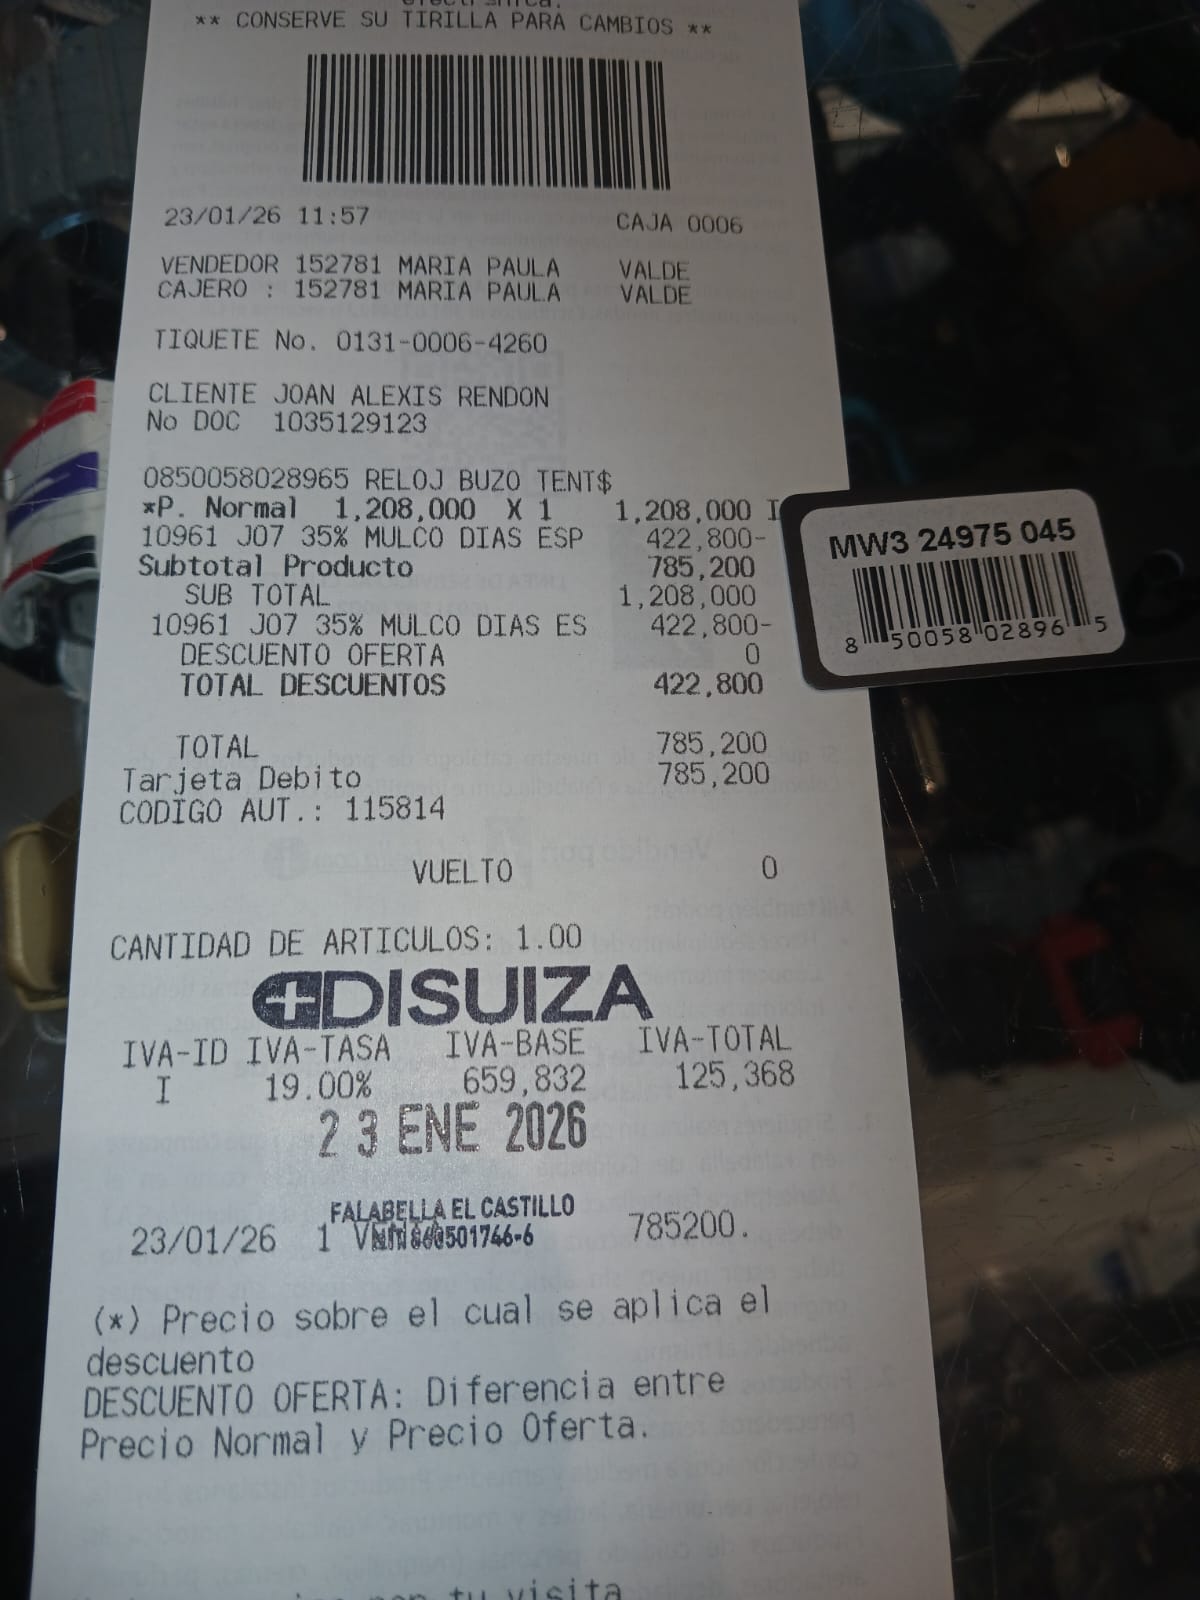 ** CONSERVE SU TIRILLA PARA CAMBIOS **
23/01/26 11:57 CAJA 0006
VENDEDOR 152781 MARIA PAULA VALDE
CAJERO : 152781 MARIA PAULA VALDE
TIQUETE No. 0131-0006-4260
CLIENTE JOAN ALEXIS RENDON
No DOC 1035129123
0850058028965 RELOJ BUZO TENT$
*P. Normal 1,208,000 X 1 1,208,000 I
10961 J07 35% MULCO DIAS ESP 422,800-
Subtotal Producto 785,200
SUB TOTAL 1,208,000
10961 J07 35% MULCO DIAS ES 422,800-
DESCUENTO OFERTA 0
TOTAL DESCUENTOS 422,800
TOTAL 785,200
Tarjeta Debito 785,200
CODIGO AUT.: 115814
VUELTO 0
CANTIDAD DE ARTICULOS: 1.00
DISUIZA
IVA-ID IVA-TASA IVA-BASE IVA-TOTAL
I 19.00% 659,832 125,368
23 ENE 2026
FALABELLA EL CASTILLO
23/01/26 1 785200.
(*) Precio sobre el cual se aplica el
descuento
DESCUENTO OFERTA: Diferencia entre
Precio Normal y Precio Oferta.
por tu visita
MW3 24975 045
8 50058 02896 5